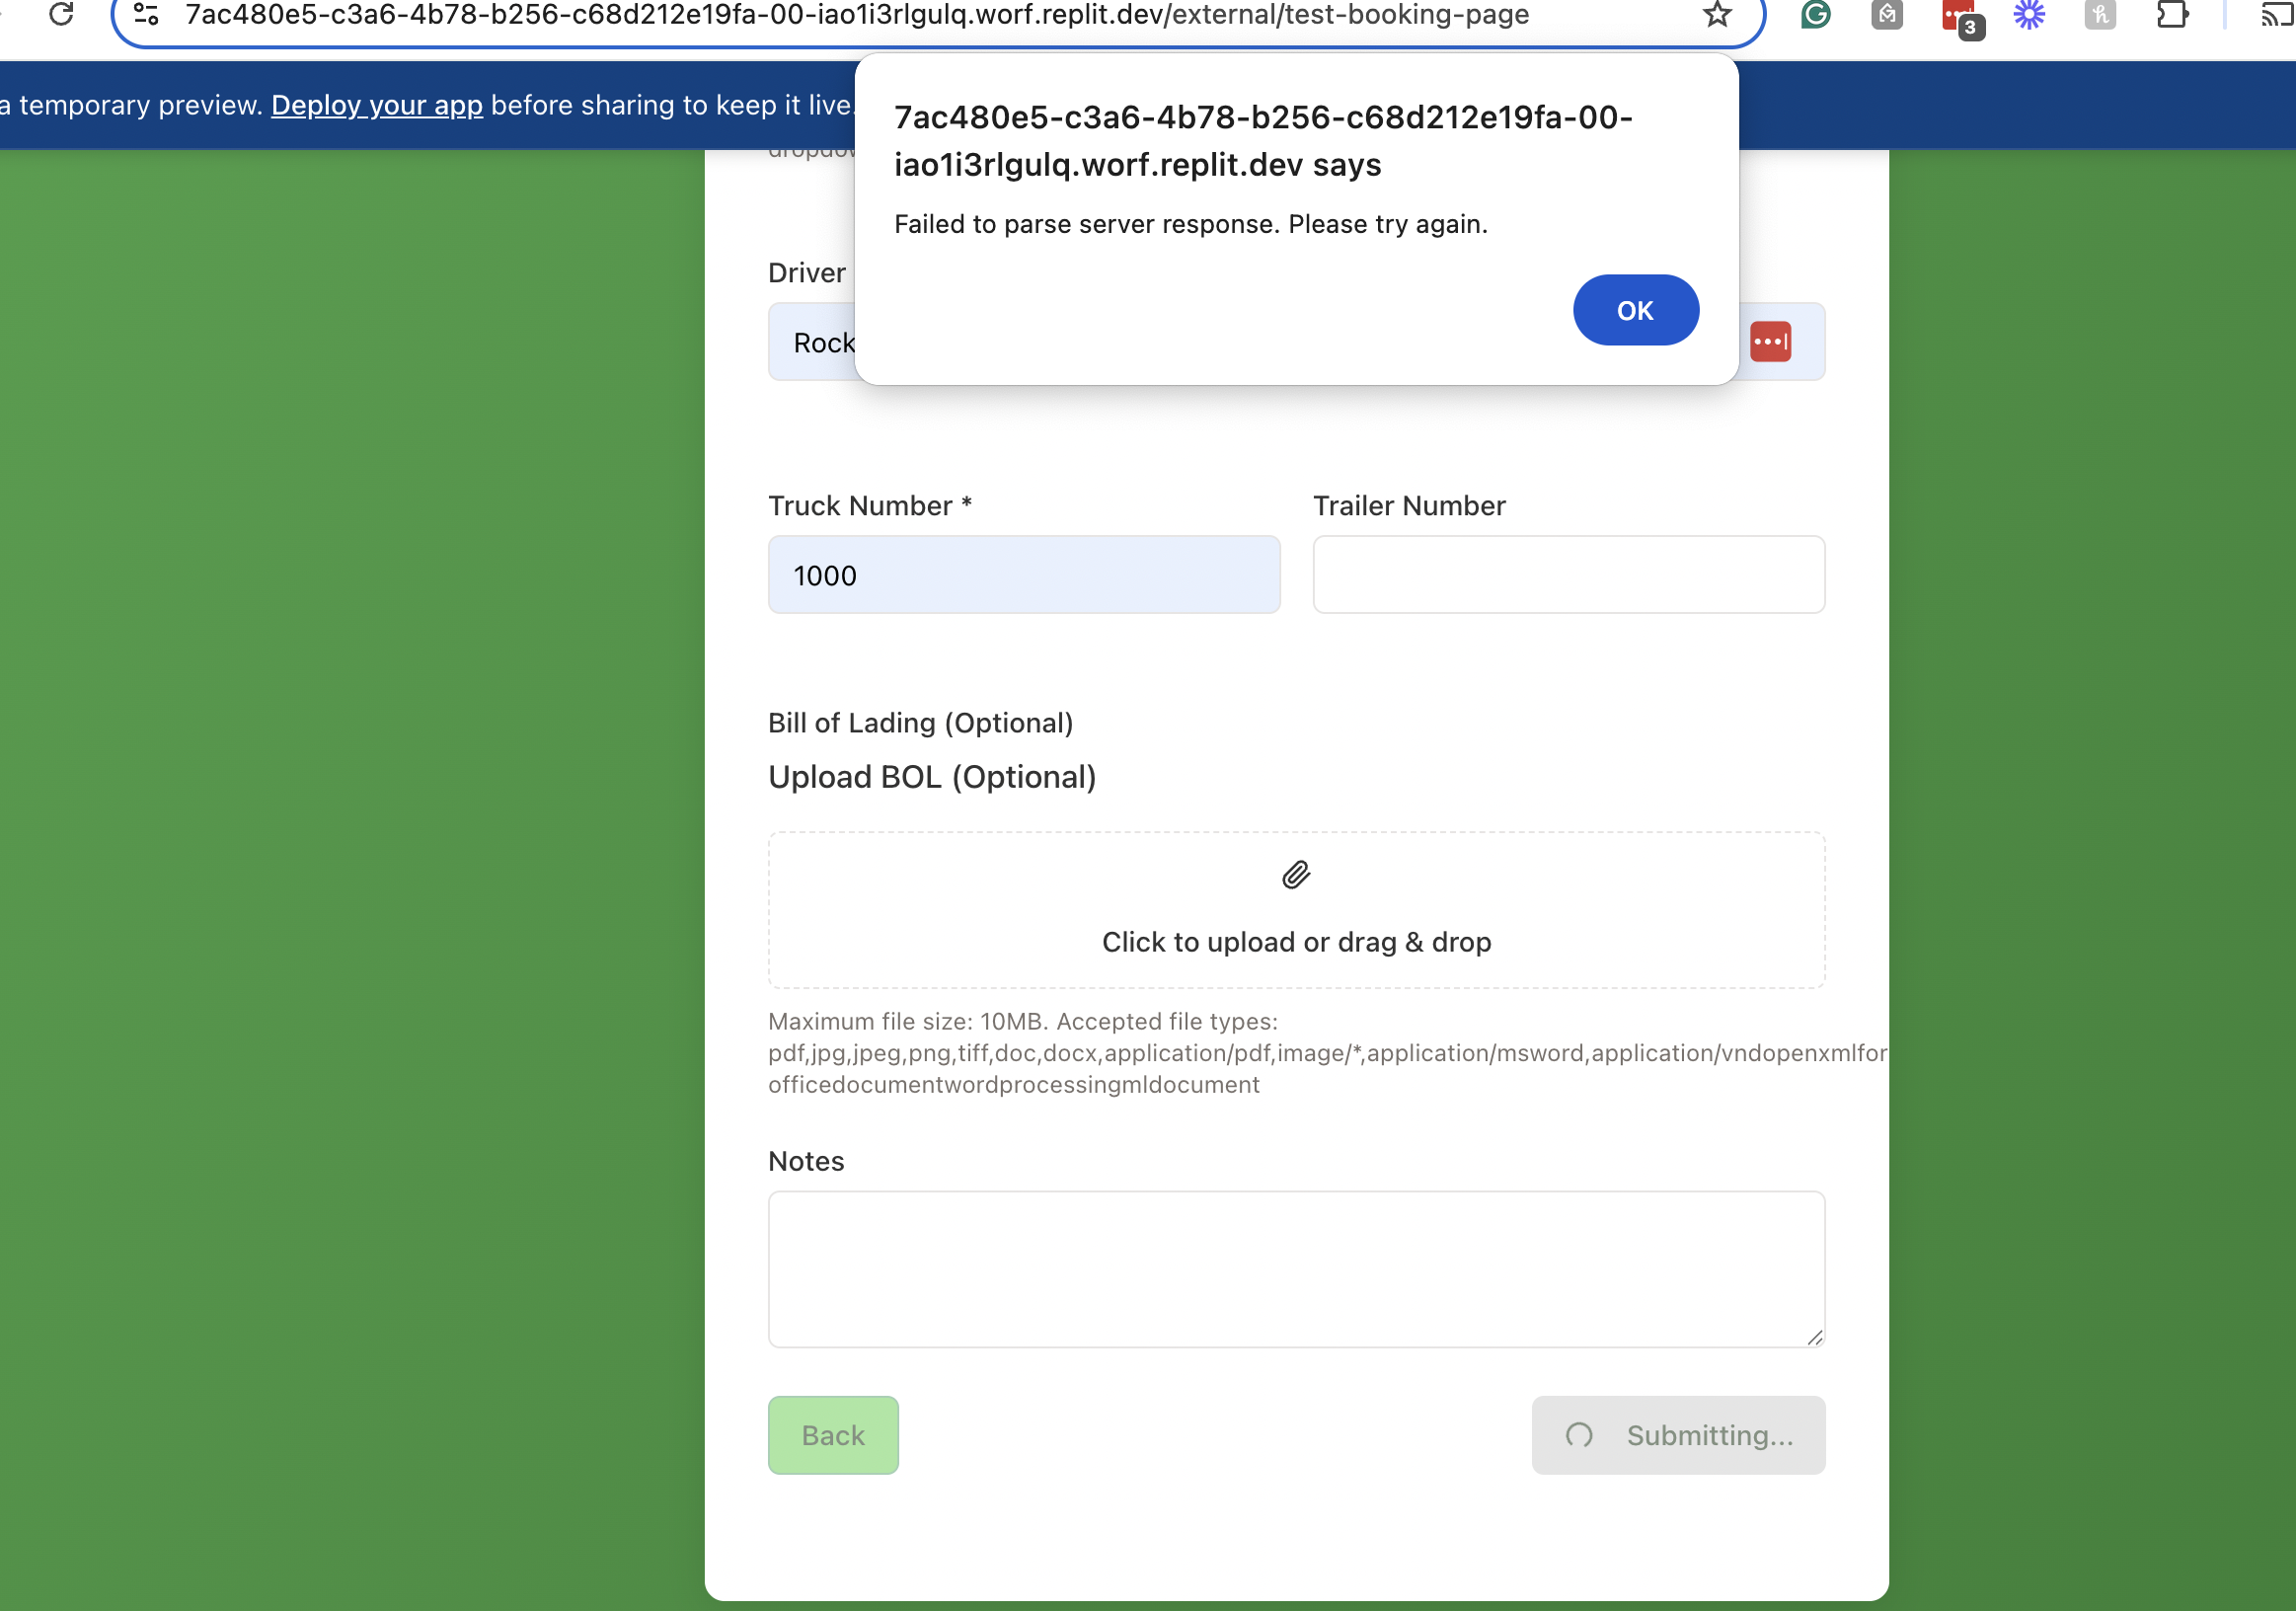 7ac480e5-c3a6-4b78-b256-c68d212e19fa-00-iao1i3rlgulq.worf.replit.dev/external/test-booking-page
3
a temporary preview. Deploy your app before sharing to keep it live.
7ac480e5-c3a6-4b78-b256-c68d212e19fa-00-
iao1i3rlgulq.worf.replit.dev says
Failed to parse server response. Please try again.
OK
Driver
Rock
Truck Number *
Trailer Number
1000
Bill of Lading (Optional)
Upload BOL (Optional)
Click to upload or drag & drop
Maximum file size: 10MB. Accepted file types:
pdf,jpg,jpeg,png,tiff,doc,docx,application/pdf,image/*,application/msword,application/vndopenxmlfor
officedocumentwordprocessingmldocument
Notes
Back
Submitting...